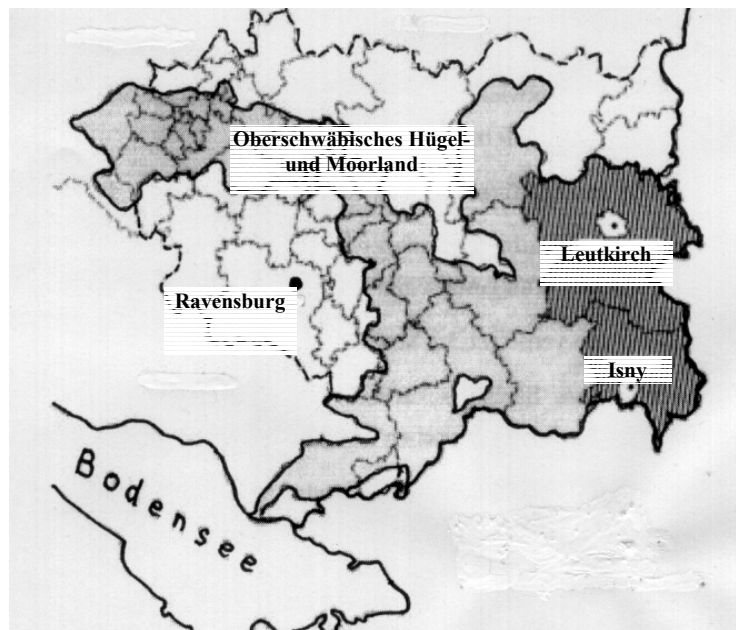 Oberschwäbisches Hügel-
und Moorland
Leutkirch
Ravensburg
Isny
Bodensee